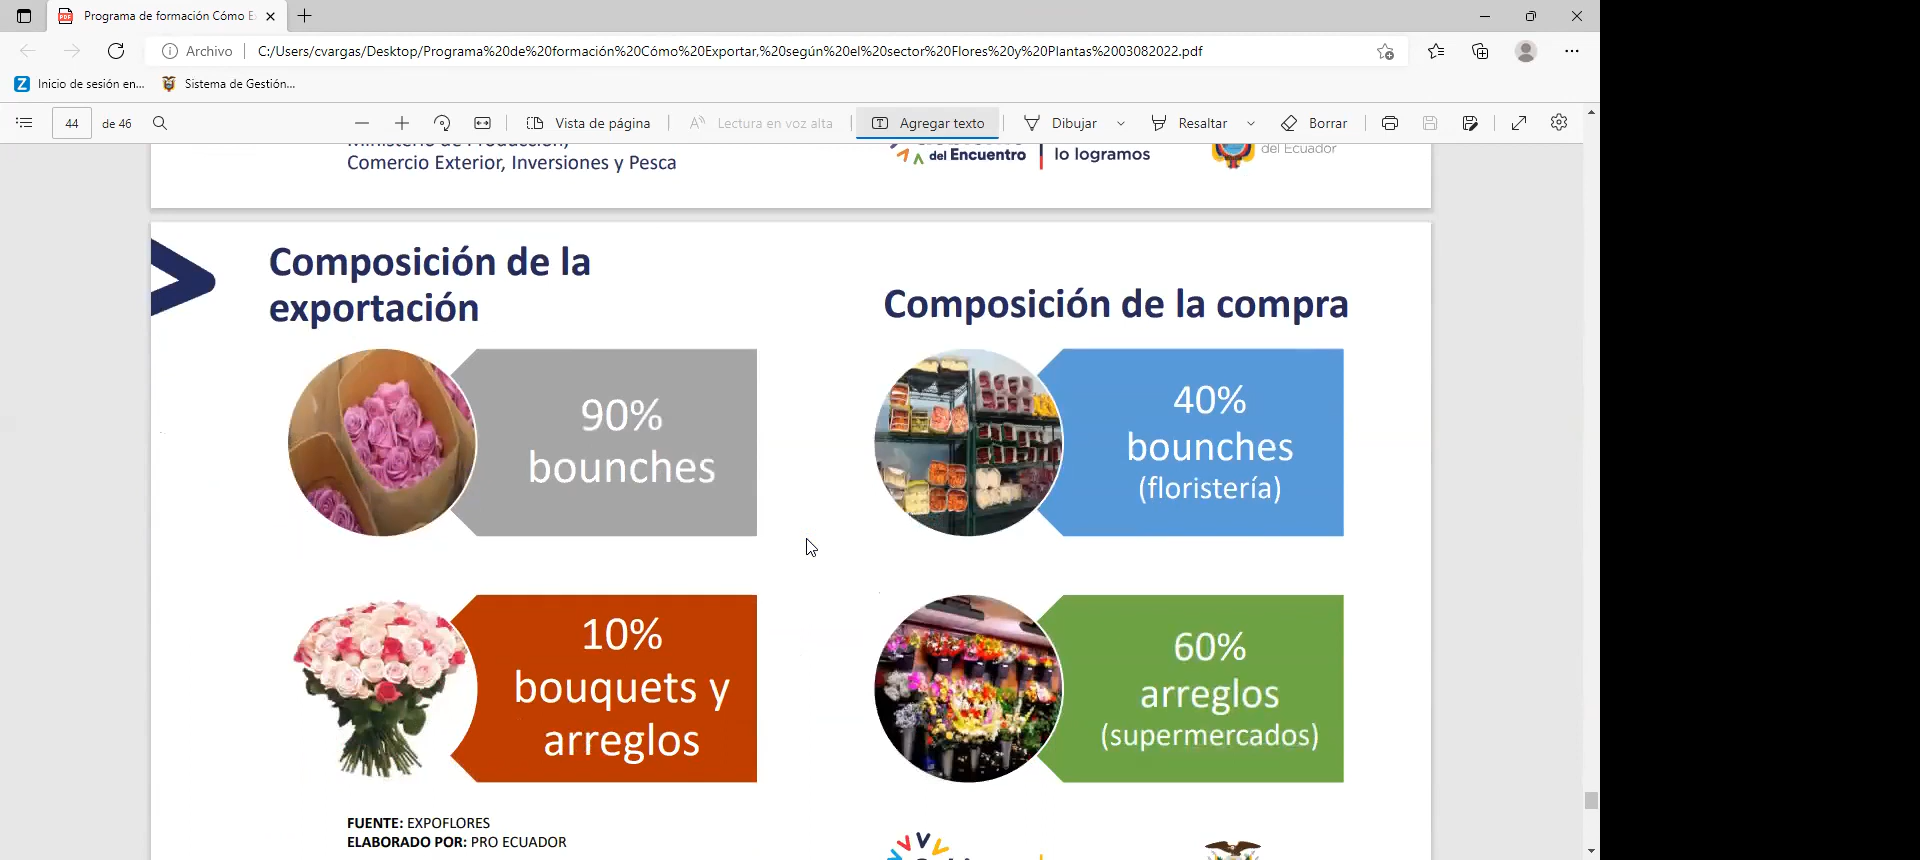 Programa de formación Cómo E
Archivo
C:/Users/cvargas/Desktop/Programa%20de%20formación%20Cómo%20Exportar,%20según%20el%20sector%20Flores%20y%20Plantas%2003082022.pdf
Inicio de sesión en...
Sistema de Gestión...
44 de 46
Vista de página
Lectura en voz alta
Agregar texto
Dibujar
Resaltar
Borrar
Ministerio de Producción,
Comercio Exterior, Inversiones y Pesca
del Encuentro
lo logramos
del Ecuador
Composición de la
exportación
Composición de la compra
90%
bounches
40%
bounches
(floristería)
10%
bouquets y
arreglos
60%
arreglos
(supermercados)
FUENTE: EXPOFLORES
ELABORADO POR: PRO ECUADOR